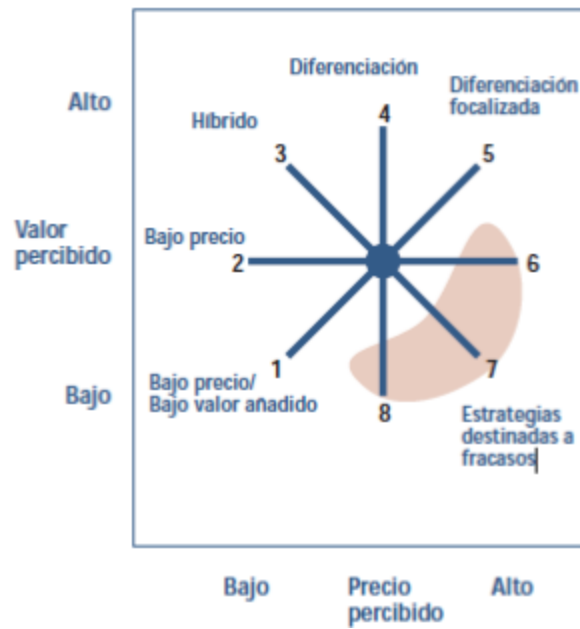 Diferenciación
4
Diferenciación
focalizada
5
Híbrido
3
Alto
Valor
percibido
Bajo
Bajo precio
2
6
1
Bajo precio/
Bajo valor añadido
8
7
Estrategias
destinadas a
fracasos
Bajo
Precio
percibido
Alto